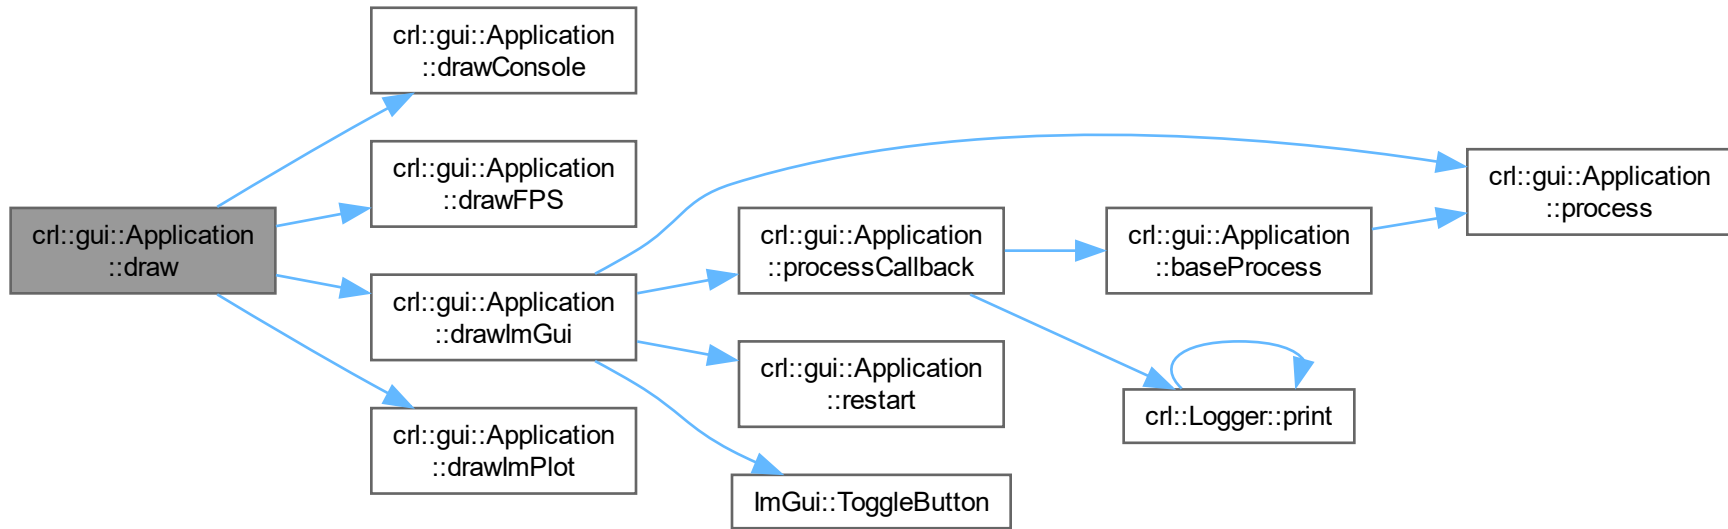 crl::gui::Application
::draw
crl::gui::Application
::drawConsole
crl::gui::Application
::drawFPS
crl::gui::Application
::drawImGui
crl::gui::Application
::drawImPlot
crl::gui::Application
::processCallback
crl::gui::Application
::restart
ImGui::ToggleButton
crl::gui::Application
::baseProcess
crl::Logger::print
crl::gui::Application
::process